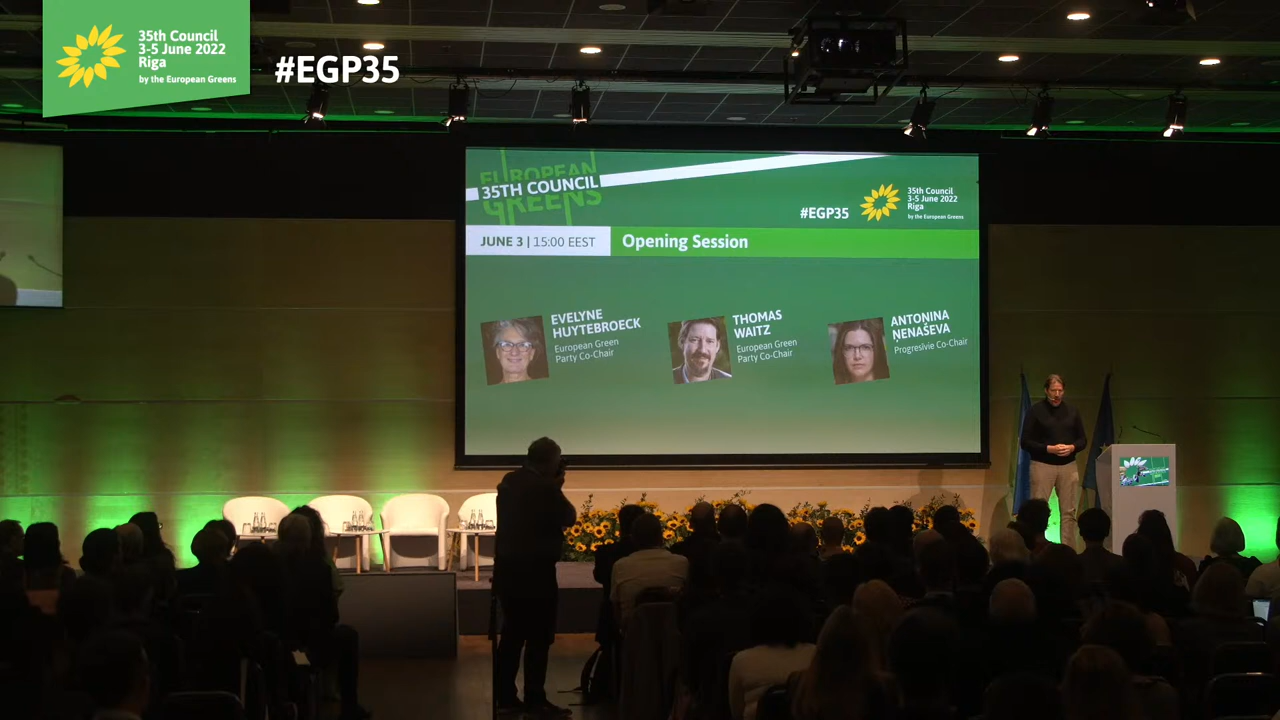 35th Council
3-5 June 2022
Riga
by the European Greens
#EGP35
EUROPEAN
35TH COUNCIL
GREENS
#EGP35
35th Council
3-5 June 2022
Riga
by the European Greens
JUNE 3 | 15:00 EEST
Opening Session
EVELYNE
HUYTEBROECK
European Green
Party Co-Chair
THOMAS
WAITZ
European Green
Party Co-Chair
ANTOŅINA
ŅENAŠEVA
Progresīvie Co-Chair